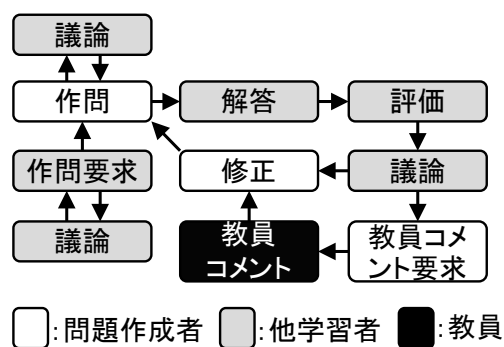 議論
作問
解答
評価
作問要求
修正
議論
議論
教員
コメント
教員コメ
ント要求
:問題作成者
:他学習者
:教員